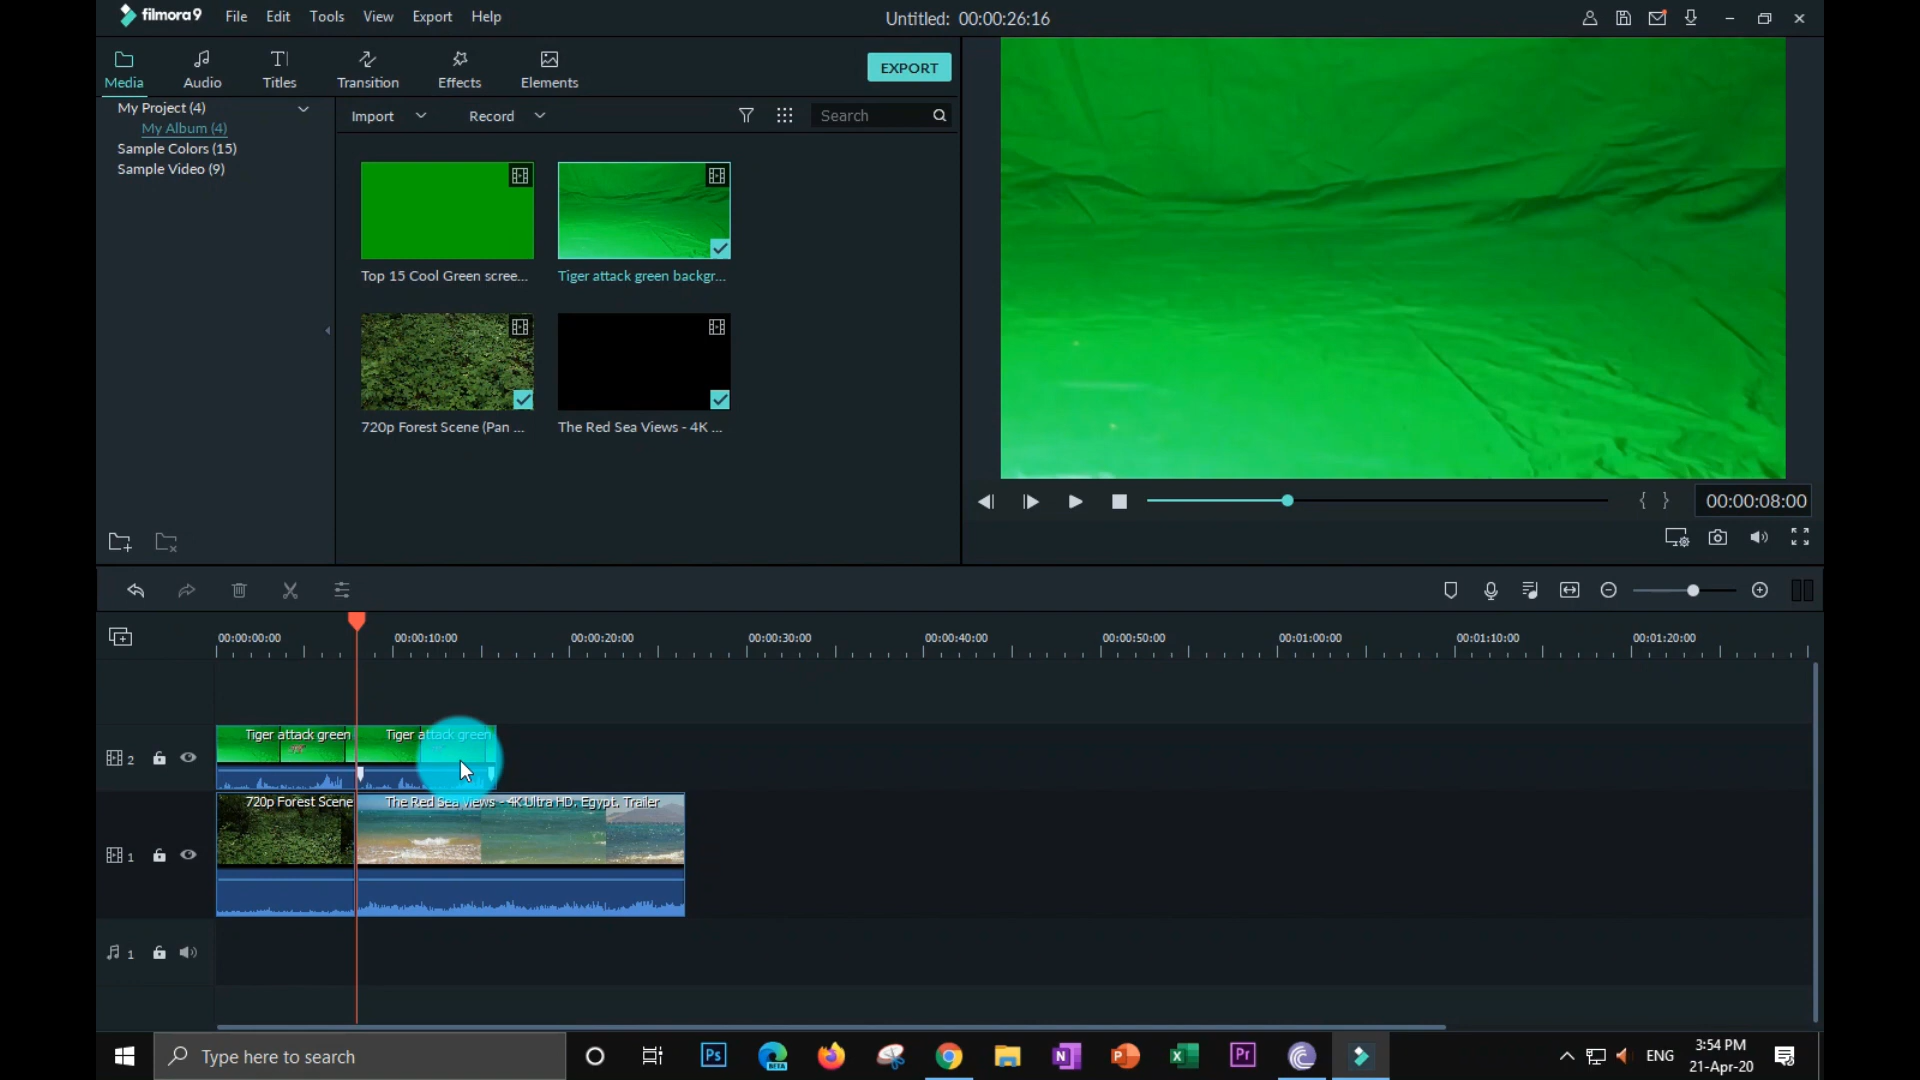 filmora9 File Edit Tools View Export Help Untitled: 00:00:26:16
Media Audio Titles Transition Effects Elements EXPORT
My Project (4)
My Album (4)
Sample Colors (15)
Sample Video (9)
Import Record Search
Top 15 Cool Green scree...
Tiger attack green backgr...
720p Forest Scene (Pan ...
The Red Sea Views - 4K ...
{ } 00:00:08:00
00:00:00:00 00:00:10:00 00:00:20:00 00:00:30:00 00:00:40:00 00:00:50:00 00:01:00:00 00:01:10:00 00:01:20:00
2 Tiger attack green Tiger attack green
720p Forest Scene The Red Sea Views - 4K Ultra HD. Egypt. Trailer
1
1
Type here to search
Ps BETA N P X Pr
ENG
3:54 PM
21-Apr-20